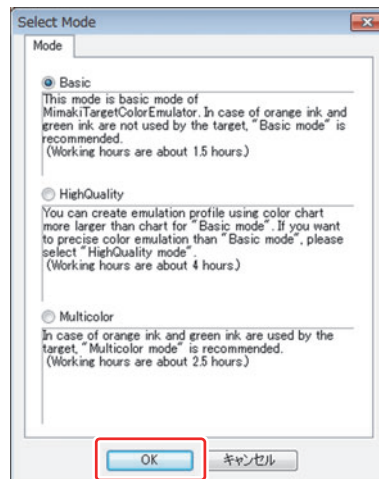 Select Mode
Mode
Basic
This mode is basic mode of
MimakiTargetColorEmulator. In case of orange ink and
green ink are not used by the target, "Basic mode" is
recommended.
(Working hours are about 1.5 hours.)
HighQuality
You can create emulation profile using color chart
more larger than chart for "Basic mode". If you want
to precise color emulation than "Basic mode", please
select "HighQuality mode".
(Working hours are about 4 hours.)
Multicolor
In case of orange ink and green ink are used by the
target, "Multicolor mode" is recommended.
(Working hours are about 2.5 hours.)
OK キャンセル